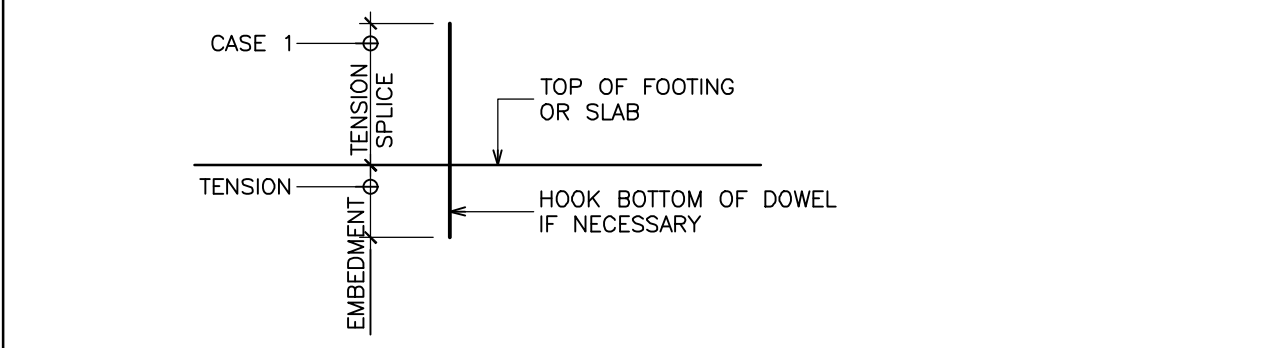 CASE 1
TENSION
SPLICE
TOP OF FOOTING
OR SLAB
TENSION
EMBEDMENT
HOOK BOTTOM OF DOWEL
IF NECESSARY